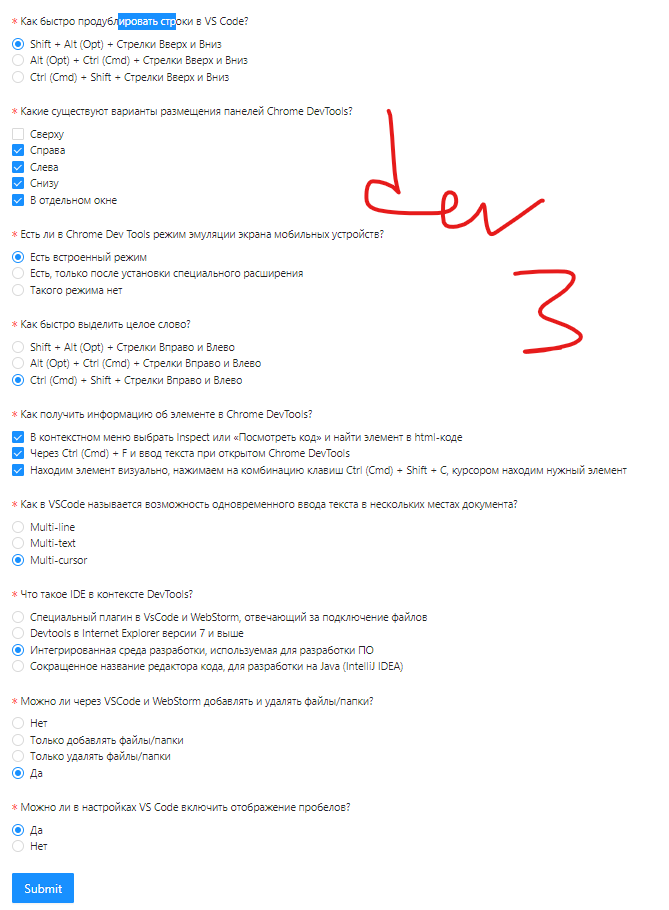 * Как быстро продублировать строки в VS Code?
Shift + Alt (Opt) + Стрелки Вверх и Вниз
Alt (Opt) + Ctrl (Cmd) + Стрелки Вверх и Вниз
Ctrl (Cmd) + Shift + Стрелки Вверх и Вниз
* Какие существуют варианты размещения панелей Chrome DevTools?
Сверху
Справа
Слева
Снизу
В отдельном окне
dev
3
* Есть ли в Chrome Dev Tools режим эмуляции экрана мобильных устройств?
Есть встроенный режим
Есть, только после установки специального расширения
Такого режима нет
* Как быстро выделить целое слово?
Shift + Alt (Opt) + Стрелки Вправо и Влево
Alt (Opt) + Ctrl (Cmd) + Стрелки Вправо и Влево
Ctrl (Cmd) + Shift + Стрелки Вправо и Влево
* Как получить информацию об элементе в Chrome DevTools?
В контекстном меню выбрать Inspect или «Посмотреть код» и найти элемент в html-коде
Через Ctrl (Cmd) + F и ввод текста при открытом Chrome DevTools
Находим элемент визуально, нажимаем на комбинацию клавиш Ctrl (Cmd) + Shift + C, курсором находим нужный элемент
* Как в VSCode называется возможность одновременного ввода текста в нескольких местах документа?
Multi-line
Multi-text
Multi-cursor
* Что такое IDE в контексте DevTools?
Специальный плагин в VsCode и WebStorm, отвечающий за подключение файлов
Devtools в Internet Explorer версии 7 и выше
Интегрированная среда разработки, используемая для разработки ПО
Сокращенное название редактора кода, для разработки на Java (IntelliJ IDEA)
* Можно ли через VSCode и WebStorm добавлять и удалять файлы/папки?
Нет
Только добавлять файлы/папки
Только удалять файлы/папки
Да
* Можно ли в настройках VS Code включить отображение пробелов?
Да
Нет
Submit